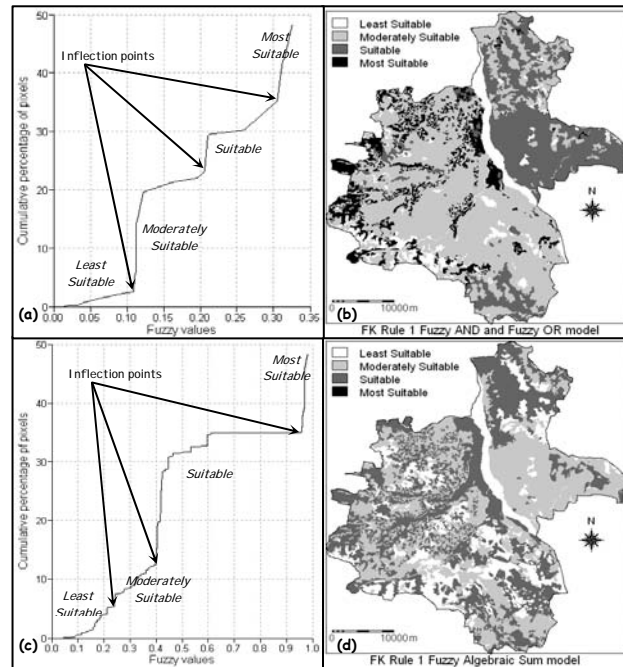 50
40
30
20
10
0
Cumulative percentage of pixels
Inflection points
Most
Suitable
Suitable
Moderately
Suitable
Least
Suitable
0.00 0.05 0.10 0.15 0.20 0.25 0.30 0.35
Fuzzy values
(a)
Least Suitable
Moderately Suitable
Suitable
Most Suitable
N
0 10000 m
(b)
FK Rule 1 Fuzzy AND and Fuzzy OR model
50
40
30
20
10
0
Cumulative percentage of pixels
Inflection points
Most
Suitable
Suitable
Moderately
Suitable
Least
Suitable
0.0 0.1 0.2 0.3 0.4 0.5 0.6 0.7 0.8 0.9 1.0
Fuzzy values
(c)
Least Suitable
Moderately Suitable
Suitable
Most Suitable
N
0 10000 m
(d)
FK Rule 1 Fuzzy Algebraic Sum model